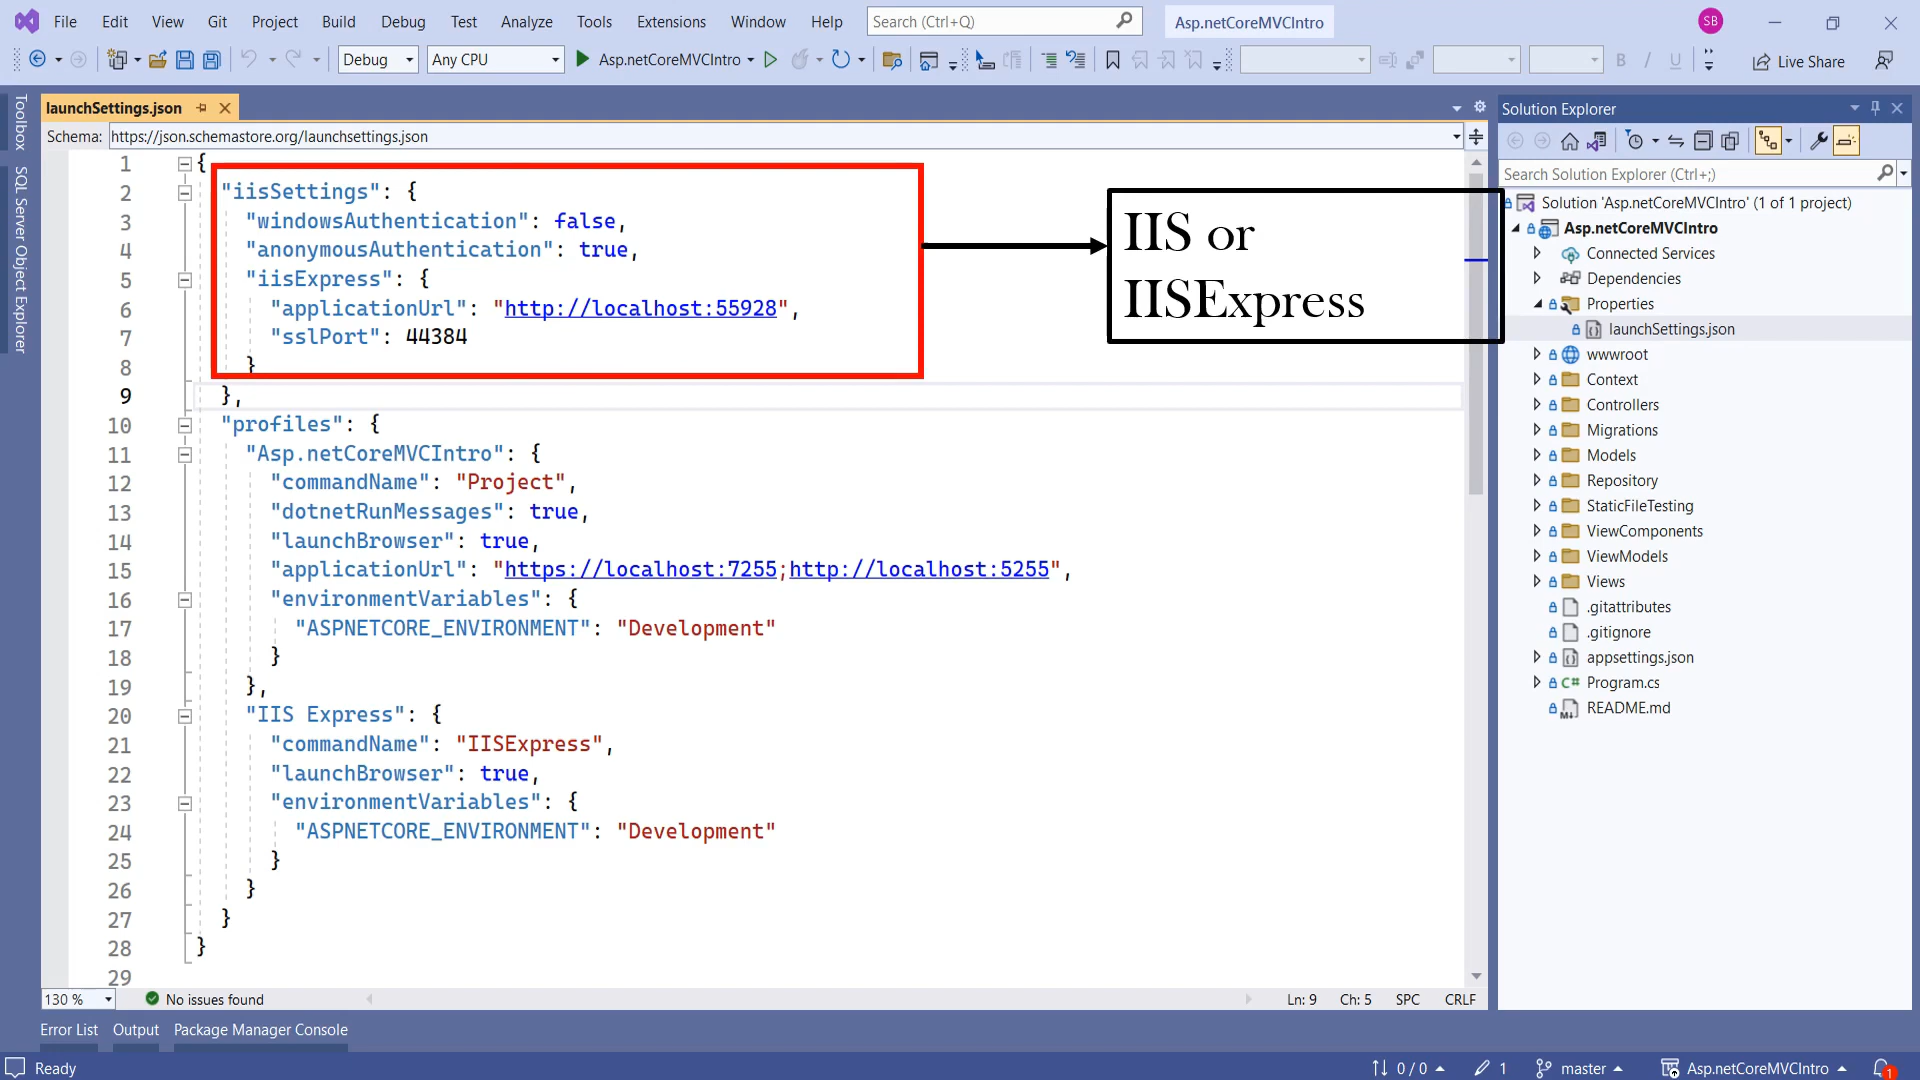 File Edit View Git Project Build Debug Test Analyze Tools Extensions Window Help Search (Ctrl+Q) Asp.netCoreMVCIntro SB
Debug Any CPU Asp.netCoreMVCIntro B I U Live Share
Toolbox
SQL Server Object Explorer
launchSettings.json
Schema: https://json.schemastore.org/launchsettings.json
1 {
2 "iisSettings": {
3 "windowsAuthentication": false,
4 "anonymousAuthentication": true,
5 "iisExpress": {
6 "applicationUrl": "http://localhost:55928",
7 "sslPort": 44384
8 }
9 },
10 "profiles": {
11 "Asp.netCoreMVCIntro": {
12 "commandName": "Project",
13 "dotnetRunMessages": true,
14 "launchBrowser": true,
15 "applicationUrl": "https://localhost:7255;http://localhost:5255",
16 "environmentVariables": {
17 "ASPNETCORE_ENVIRONMENT": "Development"
18 }
19 },
20 "IIS Express": {
21 "commandName": "IISExpress",
22 "launchBrowser": true,
23 "environmentVariables": {
24 "ASPNETCORE_ENVIRONMENT": "Development"
25 }
26 }
27 }
28 }
29
IIS or
IISExpress
130 % No issues found Ln: 9 Ch: 5 SPC CRLF
Solution Explorer
Search Solution Explorer (Ctrl+;)
Solution 'Asp.netCoreMVCIntro' (1 of 1 project)
Asp.netCoreMVCIntro
Connected Services
Dependencies
Properties
launchSettings.json
wwwroot
Context
Controllers
Migrations
Models
Repository
StaticFileTesting
ViewComponents
ViewModels
Views
.gitattributes
.gitignore
appsettings.json
C# Program.cs
README.md
Error List Output Package Manager Console
Ready 0 / 0 1 master Asp.netCoreMVCIntro 1